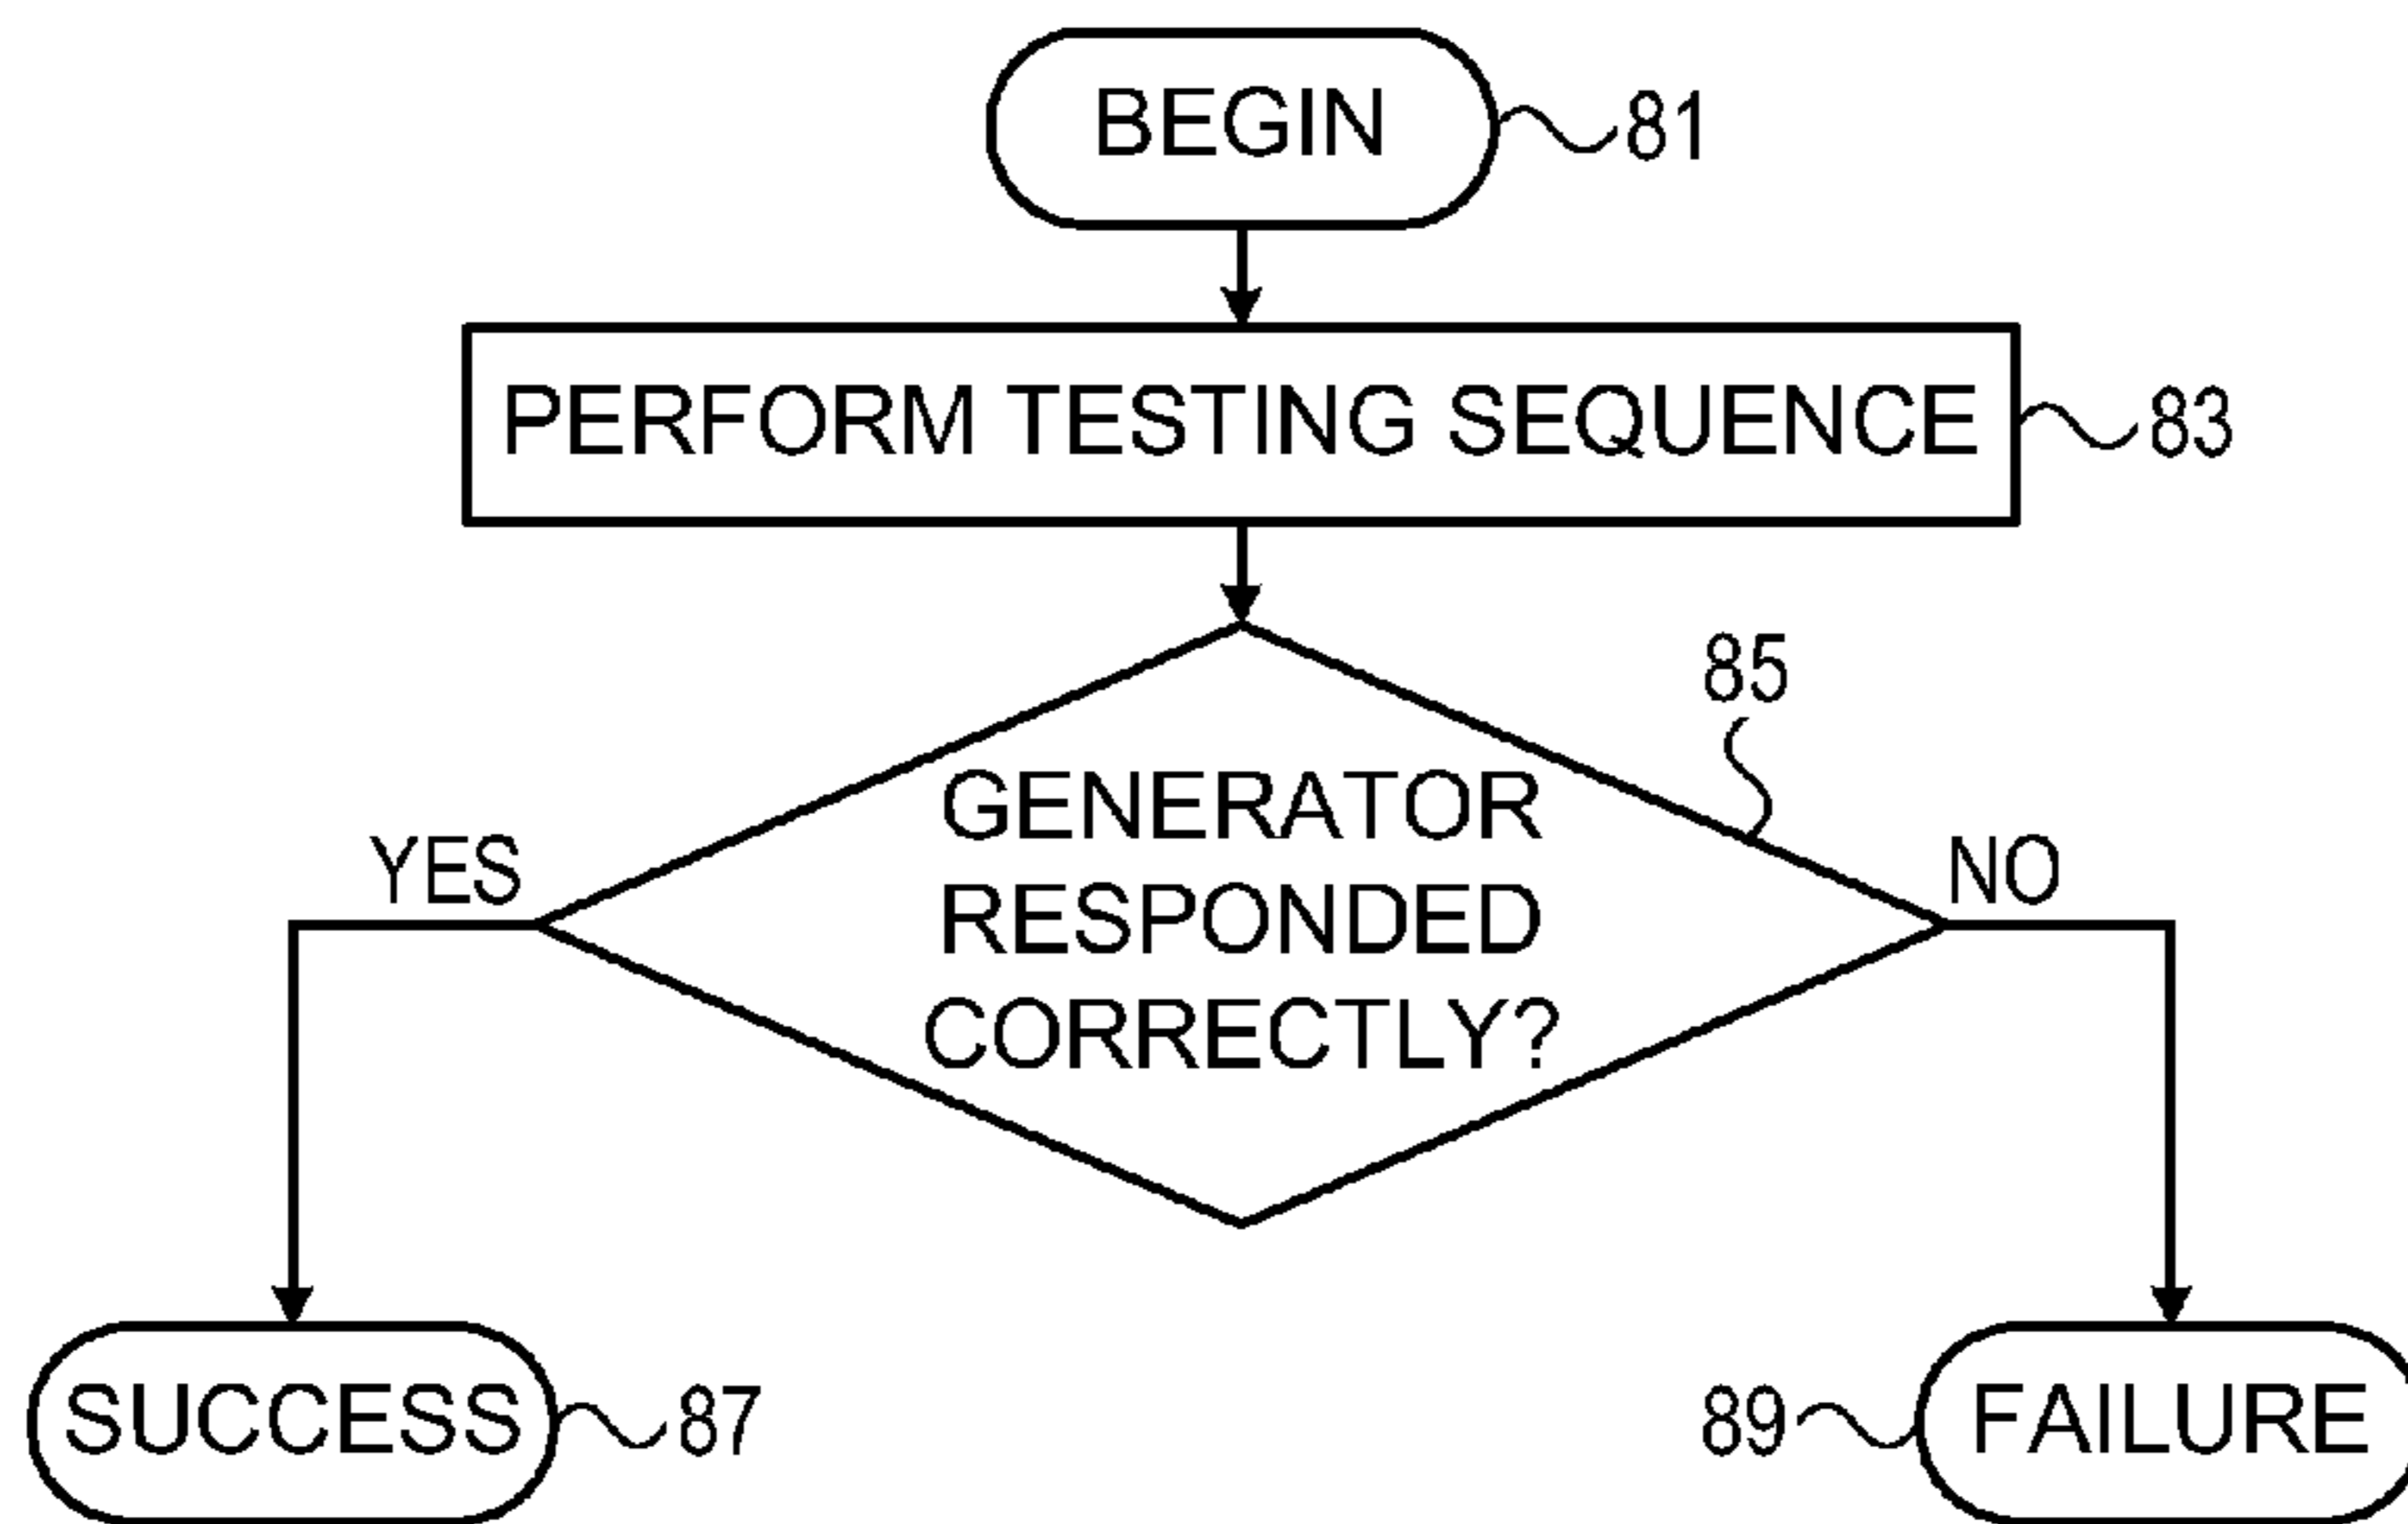 BEGIN 81
PERFORM TESTING SEQUENCE 83
85
GENERATOR
RESPONDED
CORRECTLY?
YES
NO
SUCCESS 87
89 FAILURE